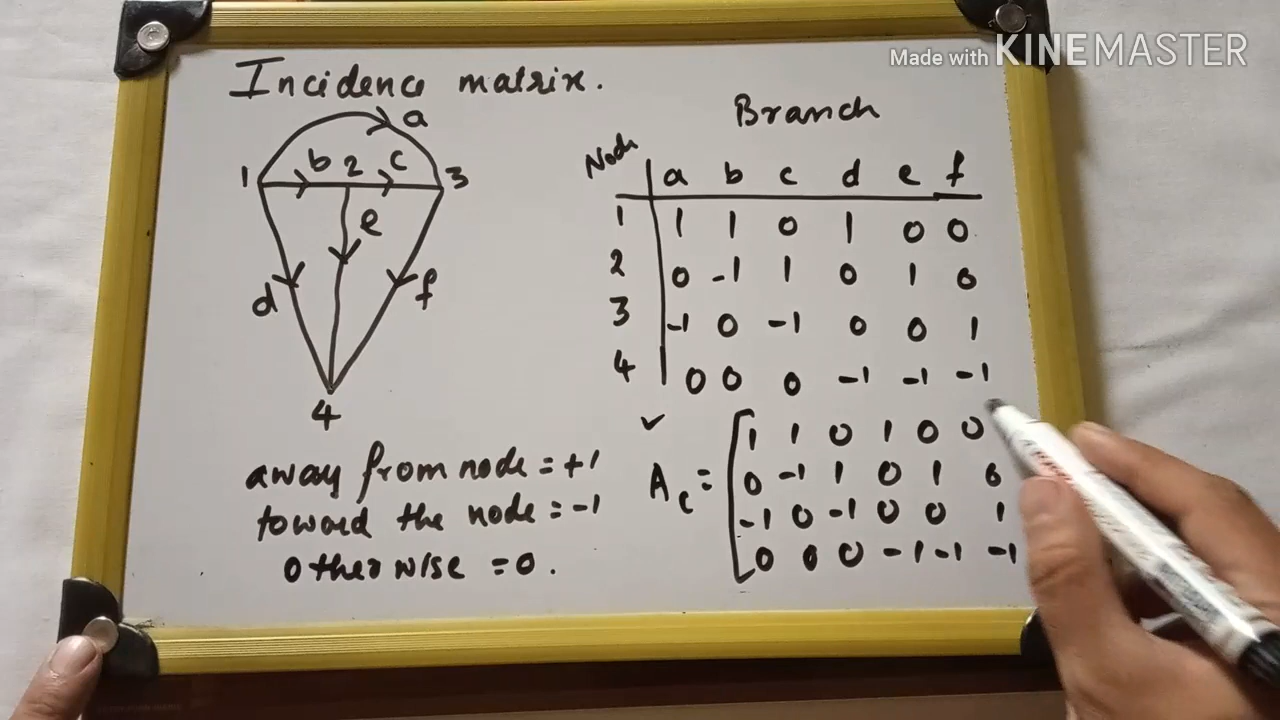 Made with KINEMASTER
Incidence matrix.
a
1 b 2 c 3
e
d f
4
away from node = +1
toward the node = -1
otherwise = 0.
Branch
Node a b c d e f
1 1 1 0 1 0 0
2 0 -1 1 0 1 0
3 -1 0 -1 0 0 1
4 0 0 0 -1 -1 -1
✓
Ac = [ 1 1 0 1 0 0
0 -1 1 0 1 0
-1 0 -1 0 0 1
0 0 0 -1 -1 -1